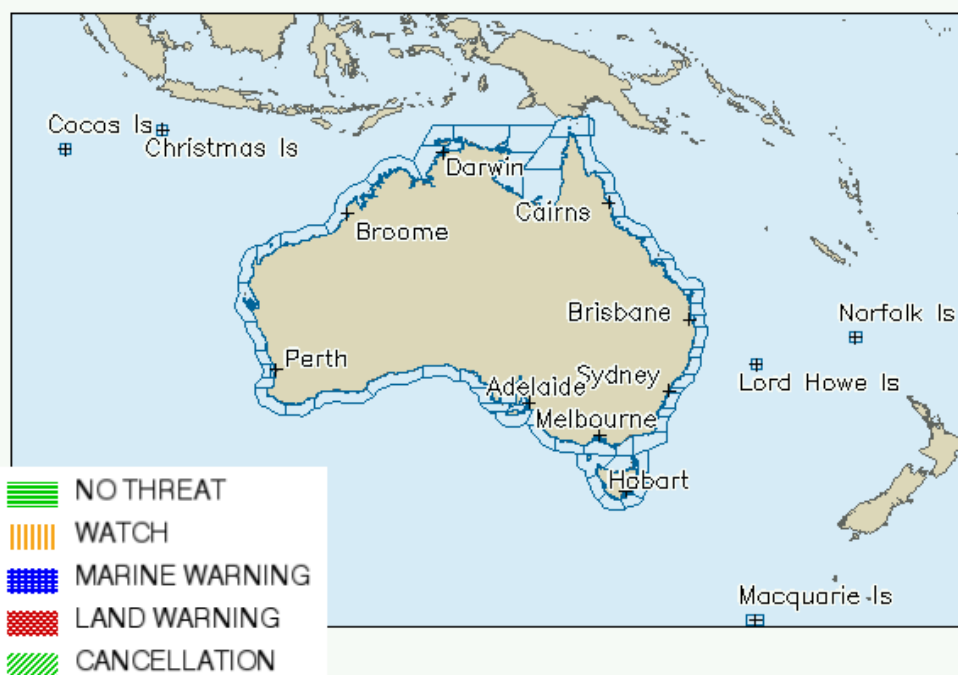 Cocas Is
Christmas Is
Darwin
Cairns
Broome
Brisbane
Norfolk Is
Perth
Sydney
Lord Howe Is
Adelaide
Melbourne
Hobart
NO THREAT
WATCH
MARINE WARNING
LAND WARNING
CANCELLATION
Macquarie Is